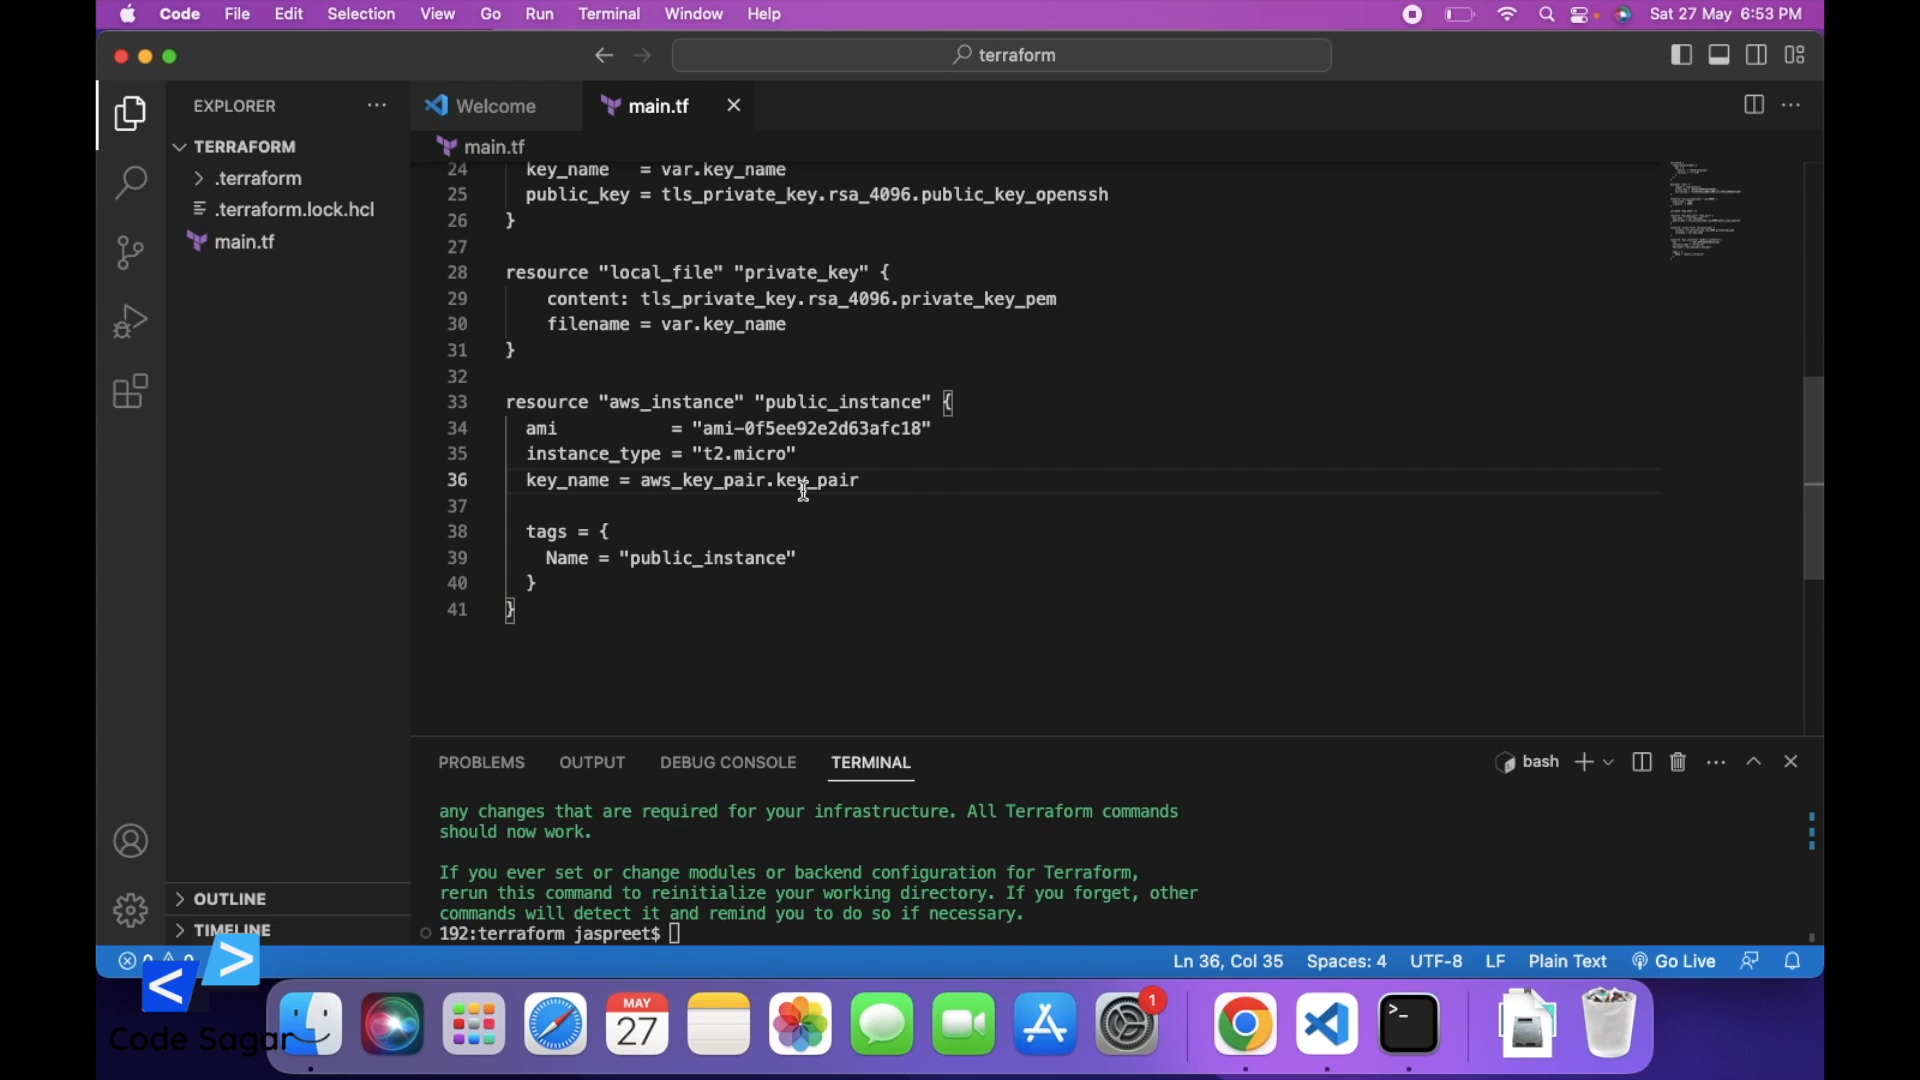 Code File Edit Selection View Go Run Terminal Window Help
Sat 27 May 6:53 PM
terraform
EXPLORER
Welcome
main.tf
TERRAFORM
.terraform
.terraform.lock.hcl
main.tf
main.tf
24 key_name = var.key_name
25 public_key = tls_private_key.rsa_4096.public_key_openssh
26 }
27
28 resource "local_file" "private_key" {
29 content: tls_private_key.rsa_4096.private_key_pem
30 filename = var.key_name
31 }
32
33 resource "aws_instance" "public_instance" {
34 ami = "ami-0f5ee92e2d63afc18"
35 instance_type = "t2.micro"
36 key_name = aws_key_pair.key_pair
37
38 tags = {
39 Name = "public_instance"
40 }
41 }
PROBLEMS OUTPUT DEBUG CONSOLE TERMINAL
bash
any changes that are required for your infrastructure. All Terraform commands
should now work.
If you ever set or change modules or backend configuration for Terraform,
rerun this command to reinitialize your working directory. If you forget, other
commands will detect it and remind you to do so if necessary.
192:terraform jaspreet$
OUTLINE
TIMELINE
Ln 36, Col 35 Spaces: 4 UTF-8 LF Plain Text Go Live
< >
Code Sagar
MAY
27
1
>_